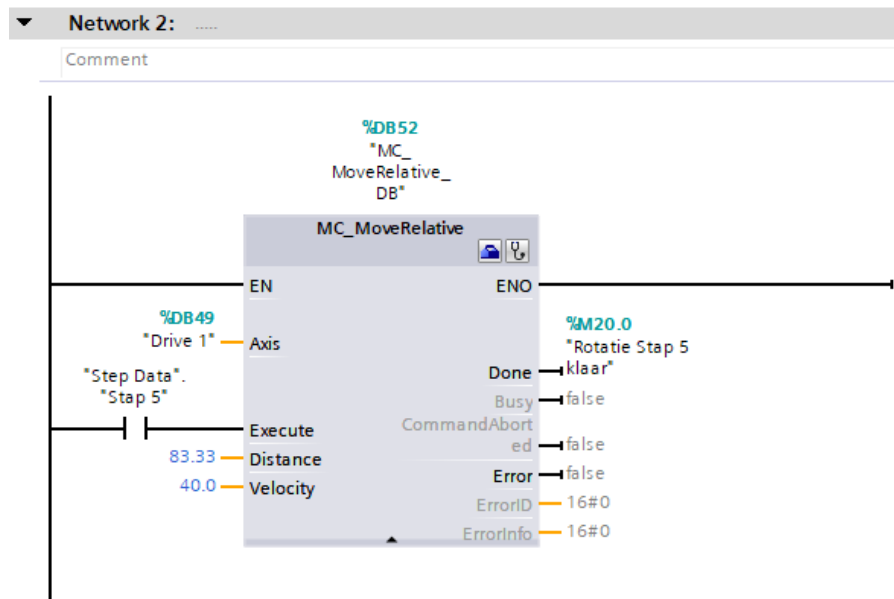 Network 2: .....
Comment
%DB52
"MC_
MoveRelative_
DB"
MC_MoveRelative
EN
ENO
%DB49
"Drive 1"
Axis
%M20.0
"Rotatie Stap 5
klaar"
Done
"Step Data".
"Stap 5"
Busy
false
Execute
CommandAbort
ed
false
83.33
Distance
Error
false
40.0
Velocity
ErrorID
16#0
ErrorInfo
16#0